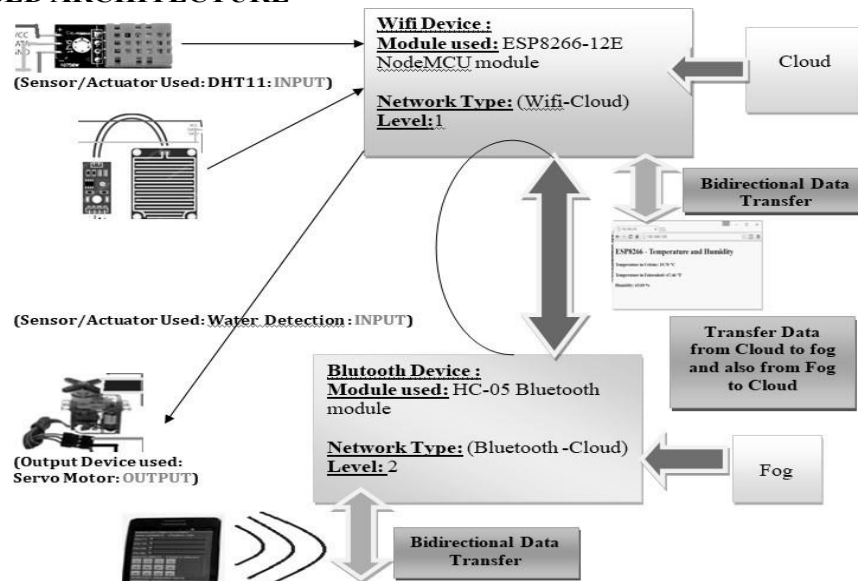 ED ARCHITECTURE
Wifi Device :
Module used: ESP8266-12E
NodeMCU module
Network Type: (Wifi-Cloud)
Level:1
Cloud
(Sensor/Actuator Used: DHT11: INPUT)
Bidirectional Data
Transfer
ESP8266 - Temperature and Humidity
(Sensor/Actuator Used: Water Detection : INPUT)
Transfer Data
from Cloud to fog
and also from Fog
to Cloud
Blutooth Device :
Module used: HC-05 Bluetooth
module
Network Type: (Bluetooth -Cloud)
Level: 2
(Output Device used:
Servo Motor: OUTPUT)
Fog
Bidirectional Data
Transfer